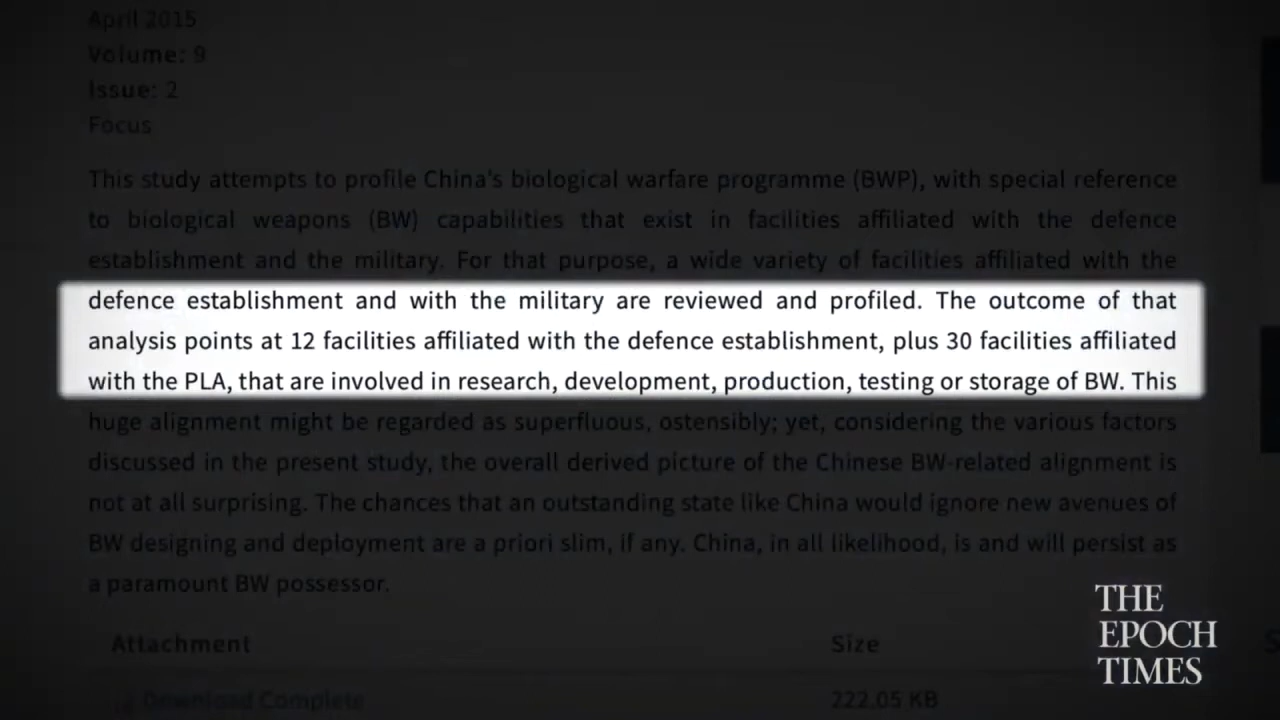 April 2015
Volume: 9
Issue: 2
Focus
This study attempts to profile China's biological warfare programme (BWP), with special reference
to biological weapons (BW) capabilities that exist in facilities affiliated with the defence
establishment and the military. For that purpose, a wide variety of facilities affiliated with the
defence establishment and with the military are reviewed and profiled. The outcome of that
analysis points at 12 facilities affiliated with the defence establishment, plus 30 facilities affiliated
with the PLA, that are involved in research, development, production, testing or storage of BW. This
huge alignment might be regarded as superfluous, ostensibly; yet, considering the various factors
discussed in the present study, the overall derived picture of the Chinese BW-related alignment is
not at all surprising. The chances that an outstanding state like China would ignore new avenues of
BW designing and deployment are a priori slim, if any. China, in all likelihood, is and will persist as
a paramount BW possessor.
Attachment Size
Download Complete 222.05 KB
THE
EPOCH
TIMES